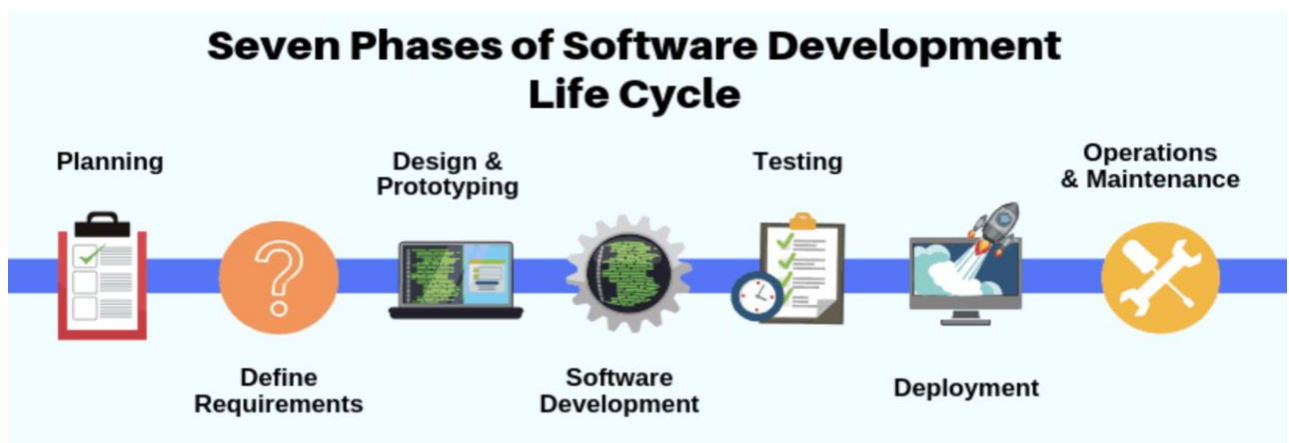 Seven Phases of Software Development
Life Cycle
Planning
Define
Requirements
Design &
Prototyping
Software
Development
Testing
Deployment
Operations
& Maintenance